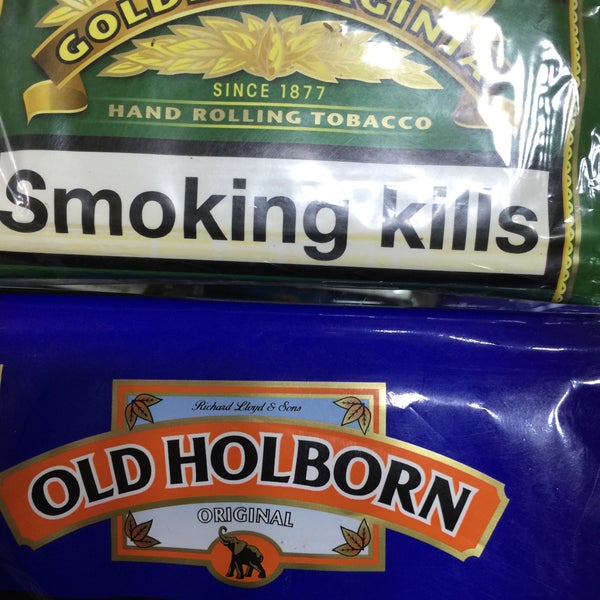 GOLD
SINCE 1877
HAND ROLLING TOBACCO
Smoking kills
Richard Lloyd & Sons
OLD HOLBORN
ORIGINAL